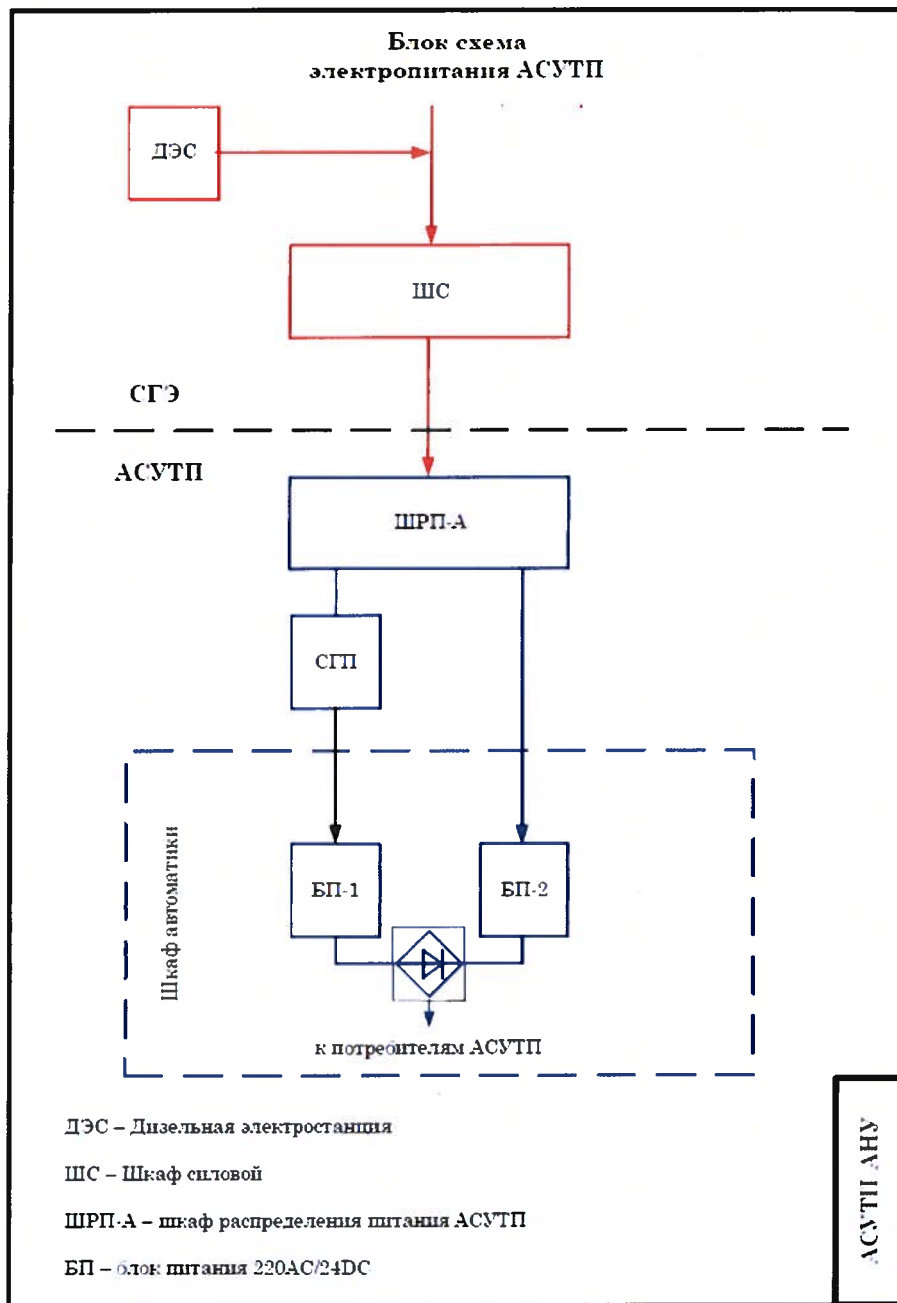 Блок схема
электропитания АСУТП
ДЭС
ШС
СГЭ
АСУТП
ШРП-А
СГП
Шкаф автоматики
БП-1
БП-2
к потребителям АСУТП
ДЭС – Дизельная электростанция
ШС – Шкаф силовой
ШРП-А – шкаф распределения питания АСУТП
БП – блок питания 220AC/24DC
АСУТП АНУ